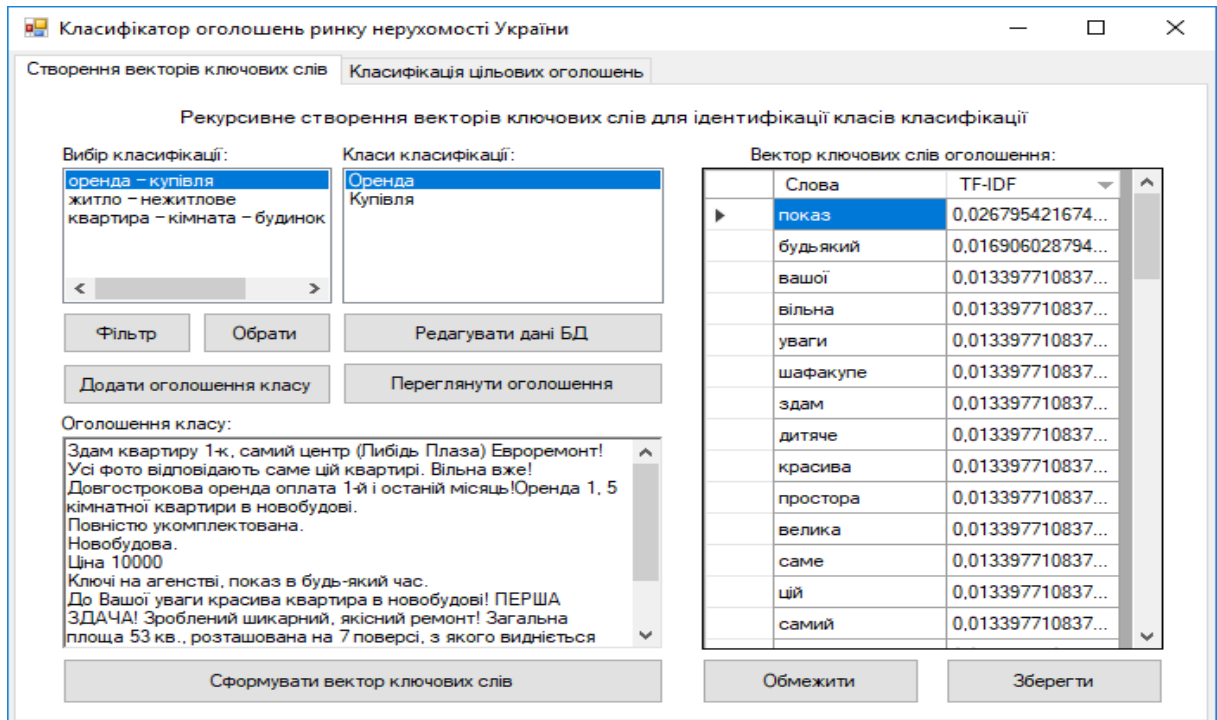 Класифікатор оголошень ринку нерухомості України
Створення векторів ключових слів
Класифікація цільових оголошень
Рекурсивне створення векторів ключових слів для ідентифікації класів класифікації
Вибір класифікації:
оренда – купівля
житло – нежитлове
квартира – кімната – будинок
Класи класифікації:
Оренда
Купівля
Фільтр
Обрати
Редагувати дані БД
Додати оголошення класу
Переглянути оголошення
Оголошення класу:
Здам квартиру 1-к, самий центр (Либідь Плаза) Евроремонт!
Усі фото відповідають саме цій квартирі. Вільна вже!
Довгострокова оренда оплата 1-й і останій місяць!Оренда 1, 5
кімнатної квартири в новобудові.
Повністю укомплектована.
Новобудова.
Ціна 10000
Ключі на агенстві, показ в будь-який час.
До Вашої уваги красива квартира в новобудові! ПЕРША
ЗДАЧА! Зроблений шикарний, якісний ремонт! Загальна
площа 53 кв., розташована на 7 поверсі, з якого видніється
Сформувати вектор ключових слів
Вектор ключових слів оголошення:
Слова TF-IDF
показ 0,026795421674...
будьякий 0,016906028794...
вашої 0,013397710837...
вільна 0,013397710837...
уваги 0,013397710837...
шафакупе 0,013397710837...
здам 0,013397710837...
дитяче 0,013397710837...
красива 0,013397710837...
простора 0,013397710837...
велика 0,013397710837...
саме 0,013397710837...
цій 0,013397710837...
самий 0,013397710837...
Обмежити
Зберегти